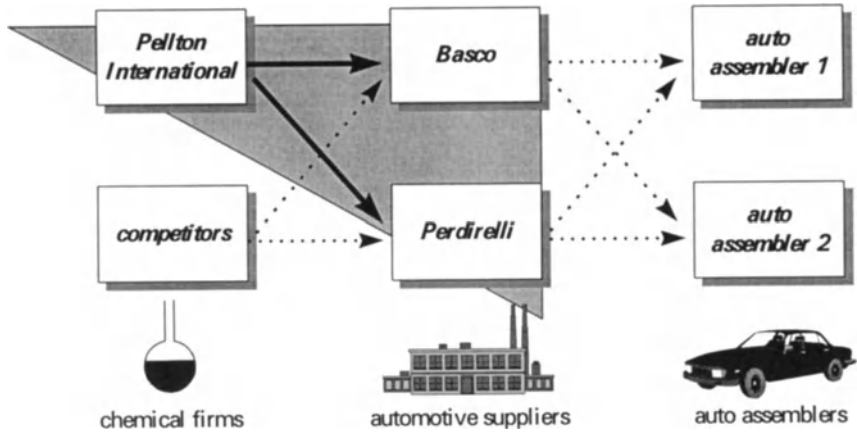 Pellton
International
Basco
auto
assembler 1
competitors
Perdirelli
auto
assembler 2
chemical firms
automotive suppliers
auto assemblers